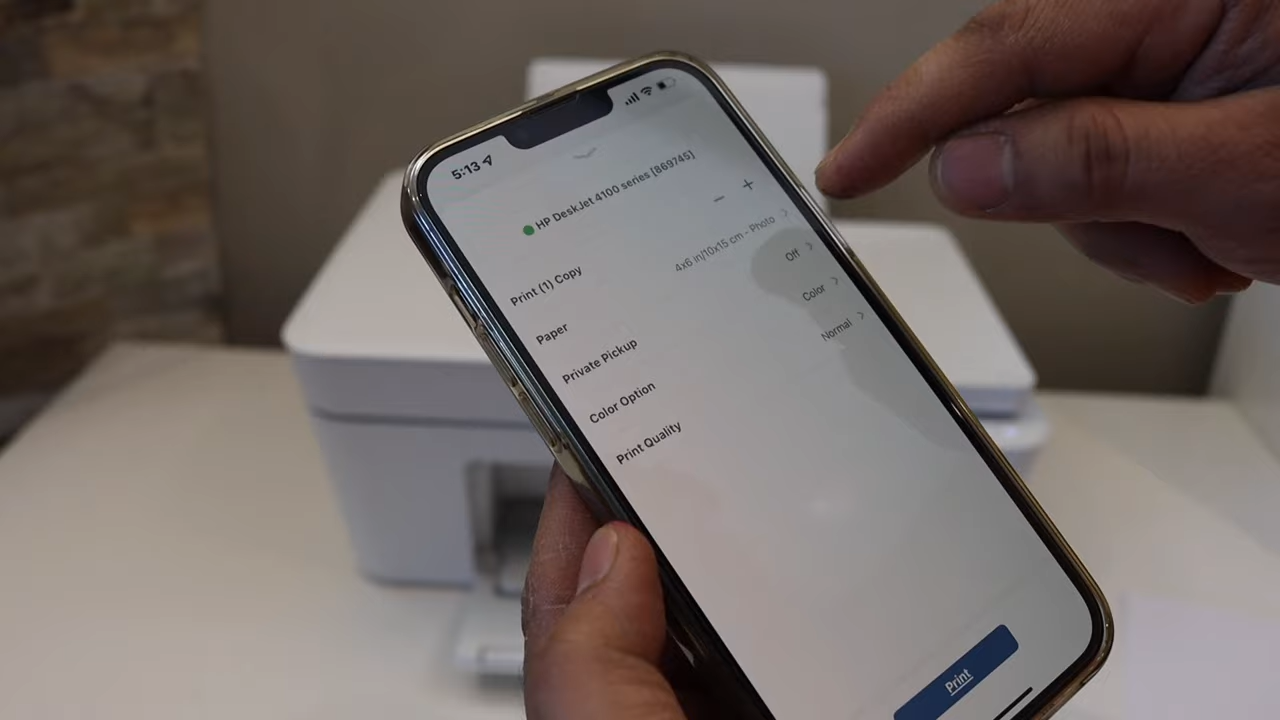 5:13
HP DeskJet 4100 series [869745]
Print (1) Copy − +
Paper 4x6 in/10x15 cm - Photo >
Private Pickup Off >
Color Option Color >
Print Quality Normal >
Print